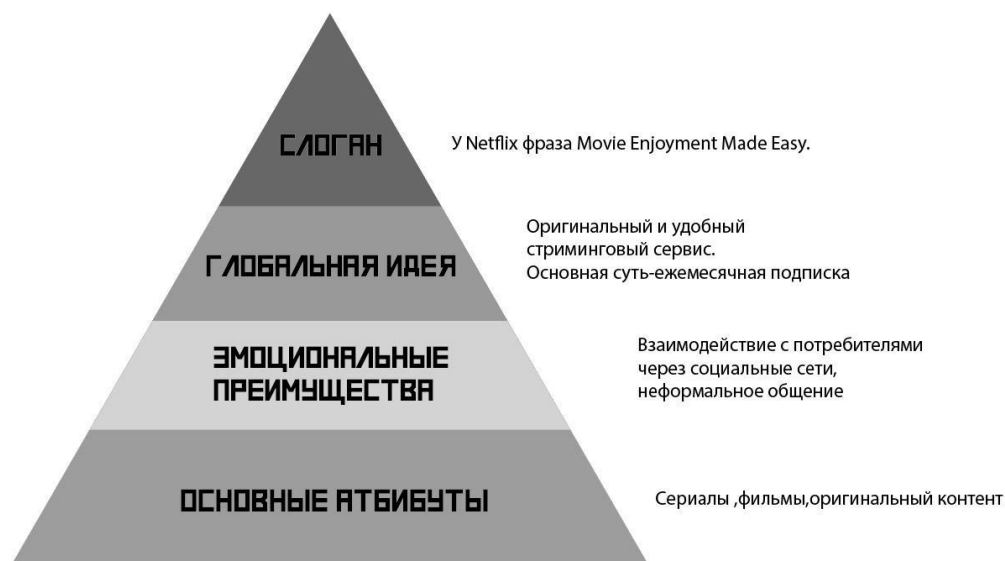 СЛОГАН
У Netflix фраза Movie Enjoyment Made Easy.
ГЛОБАЛЬНАЯ ИДЕЯ
Оригинальный и удобный
стриминговый сервис.
Основная суть-ежемесячная подписка
ЭМОЦИОНАЛЬНЫЕ
ПРЕИМУЩЕСТВА
Взаимодействие с потребителями
через социальные сети,
неформальное общение
ОСНОВНЫЕ АТБИБУТЫ
Сериалы ,фильмы,оригинальный контент